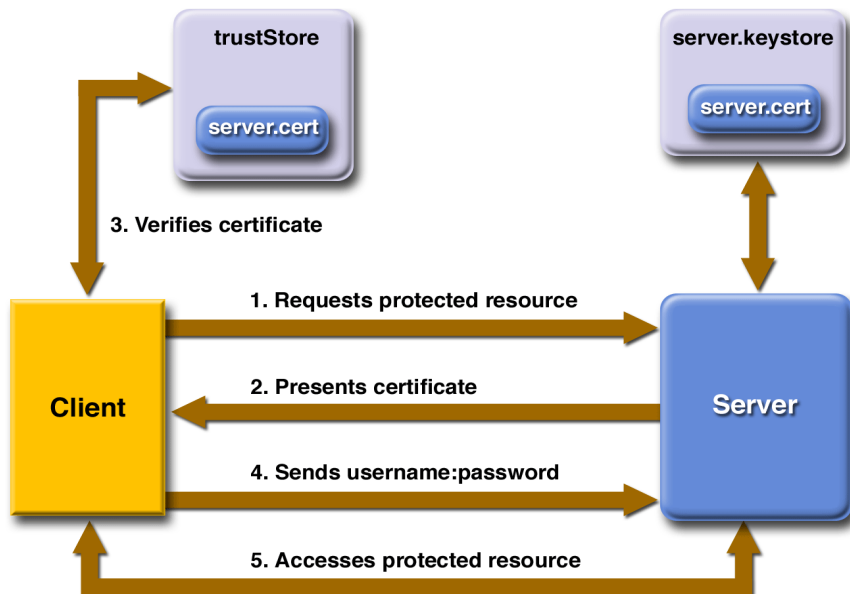 trustStore
server.cert
server.keystore
server.cert
3. Verifies certificate
1. Requests protected resource
2. Presents certificate
Client
Server
4. Sends username:password
5. Accesses protected resource